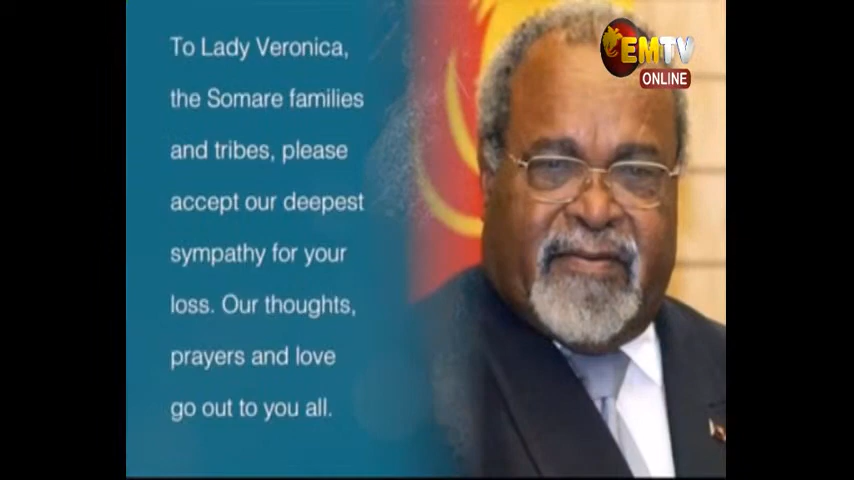 To Lady Veronica,
the Somare families
and tribes, please
accept our deepest
sympathy for your
loss. Our thoughts,
prayers and love
go out to you all.
EMTV
ONLINE